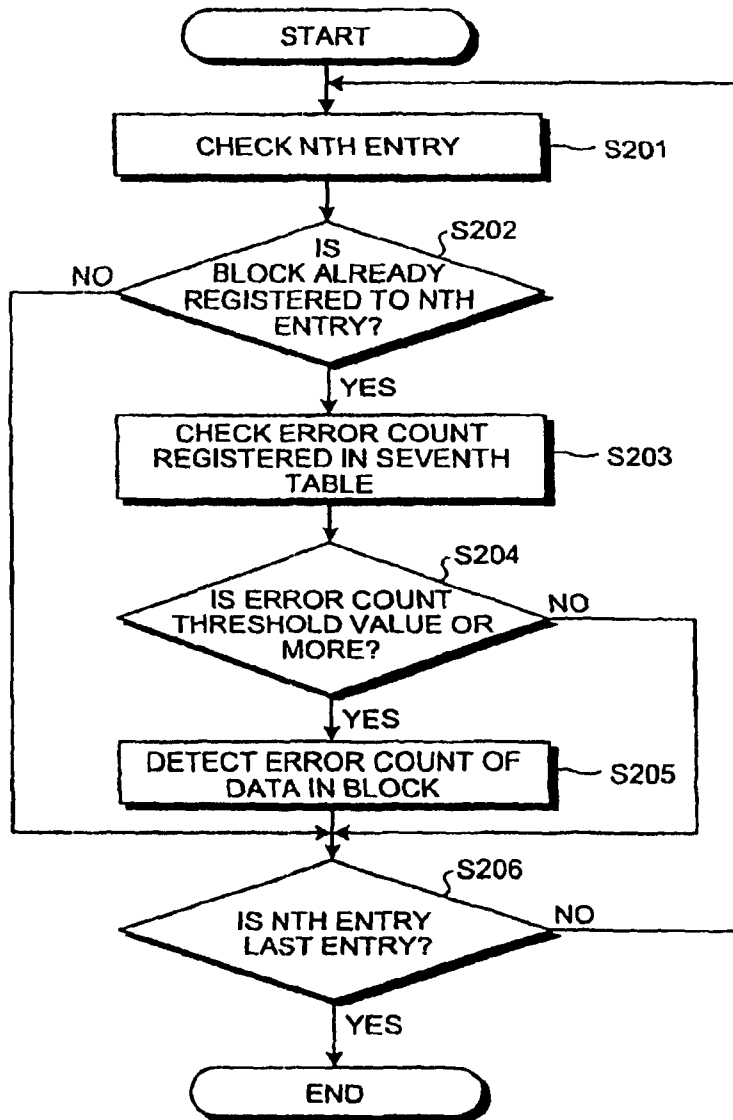 START
CHECK NTH ENTRY
S201
S202
IS
BLOCK ALREADY
REGISTERED TO NTH
ENTRY?
NO
YES
CHECK ERROR COUNT
REGISTERED IN SEVENTH
TABLE
S203
S204
IS ERROR COUNT
THRESHOLD VALUE OR
MORE?
NO
YES
DETECT ERROR COUNT OF
DATA IN BLOCK
S205
S206
IS NTH ENTRY
LAST ENTRY?
NO
YES
END